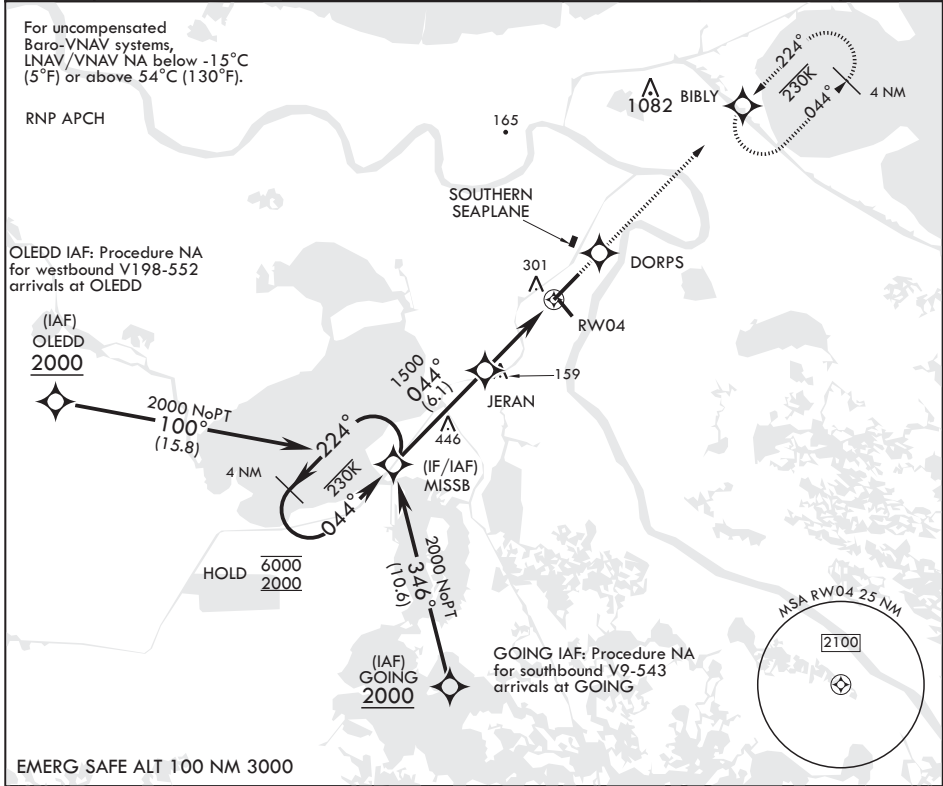 For uncompensated
Baro-VNAV systems,
LNAV/VNAV NA below -15°C
(5°F) or above 54°C (130°F).
RNP APCH
165
1082
BIBLY
224°
230K
044°
4 NM
SOUTHERN
SEAPLANE
DORPS
301
RW04
OLEDD IAF: Procedure NA
for westbound V198-552
arrivals at OLEDD
(IAF)
OLEDD
2000
2000 NoPT
100°
(15.8)
1500
044°
(6.1)
159
JERAN
446
224°
230K
044°
4 NM
(IF/IAF)
MISSB
HOLD
6000
2000
2000 NoPT
346°
(10.6)
(IAF)
GOING
2000
GOING IAF: Procedure NA
for southbound V9-543
arrivals at GOING
MSA RW04 25 NM
2100
EMERG SAFE ALT 100 NM 3000